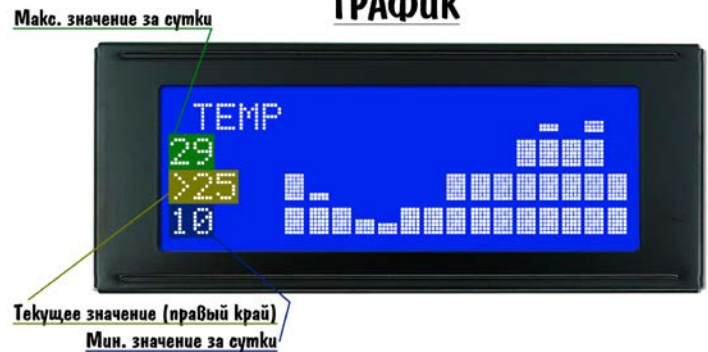 ГРАФИК
Макс. значение за сутки
TEMP
29
>25
10
Текущее значение (правый край)
Мин. значение за сутки